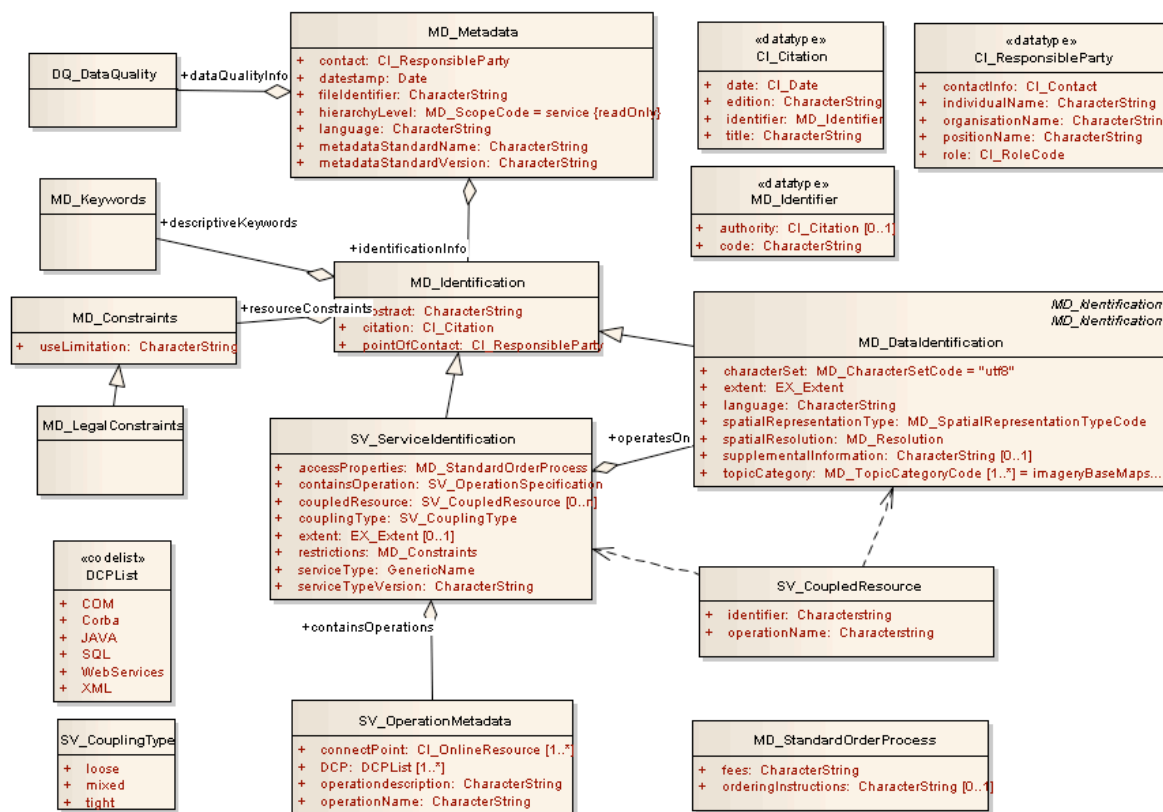 MD_Metadata
+ contact: CI_ResponsibleParty
+ datestamp: Date
+ fileIdentifier: CharacterString
+ hierarchyLevel: MD_ScopeCode = service {readOnly}
+ language: CharacterString
+ metadataStandardName: CharacterString
+ metadataStandardVersion: CharacterString
DQ_DataQuality
+dataQualityInfo
«datatype»
CI_Citation
+ date: CI_Date
+ edition: CharacterString
+ identifier: MD_Identifier
+ title: CharacterString
«datatype»
CI_ResponsibleParty
+ contactInfo: CI_Contact
+ individualName: CharacterString
+ organisationName: CharacterString
+ positionName: CharacterString
+ role: CI_RoleCode
«datatype»
MD_Identifier
+ authority: CI_Citation [0..1]
+ code: CharacterString
MD_Keywords
+descriptiveKeywords
+identificationInfo
MD_Identification
+resourceConstraints
CharacterString
+ citation: CI_Citation
+ pointOfContact: CI_ResponsibleParty
MD_Constraints
+ useLimitation: CharacterString
MD_LegalConstraints
MD_Identification
MD_Identification
MD_DataIdentification
+ characterSet: MD_CharacterSetCode = "utf8"
+ extent: EX_Extent
+ language: CharacterString
+ spatialRepresentationType: MD_SpatialRepresentationTypeCode
+ spatialResolution: MD_Resolution
+ supplementalInformation: CharacterString [0..1]
+ topicCategory: MD_TopicCategoryCode [1..*] = imageryBaseMaps...
+operatesOn
SV_ServiceIdentification
+ accessProperties: MD_StandardOrderProcess
+ containsOperation: SV_OperationSpecification
+ coupledResource: SV_CoupledResource [0..n]
+ couplingType: SV_CouplingType
+ extent: EX_Extent [0..1]
+ restrictions: MD_Constraints
+ serviceType: GenericName
+ serviceTypeVersion: CharacterString
+containsOperations
«codelist»
DCPList
+ COM
+ Corba
+ JAVA
+ SQL
+ WebServices
+ XML
SV_CoupledResource
+ identifier: Characterstring
+ operationName: Characterstring
SV_CouplingType
+ loose
+ mixed
+ tight
SV_OperationMetadata
+ connectPoint: CI_OnlineResource [1..*]
+ DCP: DCPList [1..*]
+ operationdescription: CharacterString
+ operationName: CharacterString
MD_StandardOrderProcess
+ fees: CharacterString
+ orderingInstructions: CharacterString [0..1]